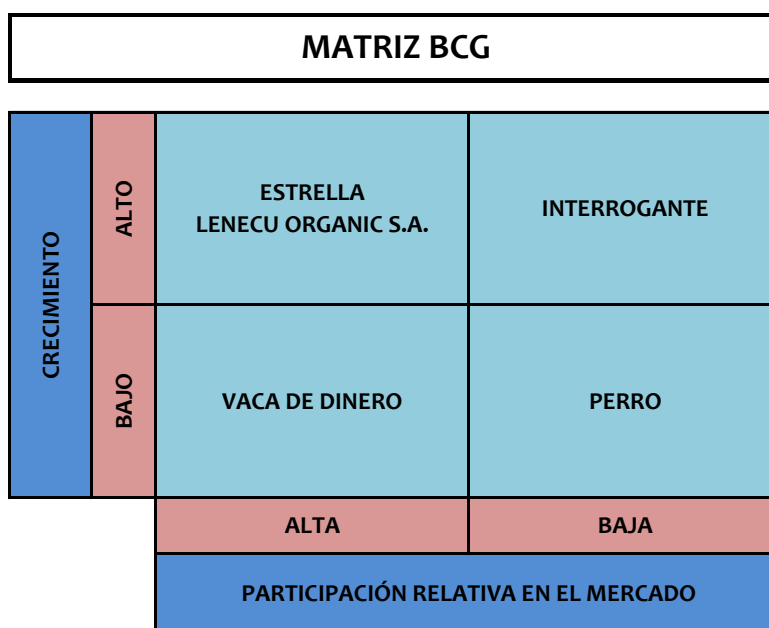 MATRIZ BCG
CRECIMIENTO
ALTO
ESTRELLA
LENECU ORGANIC S.A.
INTERROGANTE
BAJO
VACA DE DINERO
PERRO
ALTA
BAJA
PARTICIPACIÓN RELATIVA EN EL MERCADO